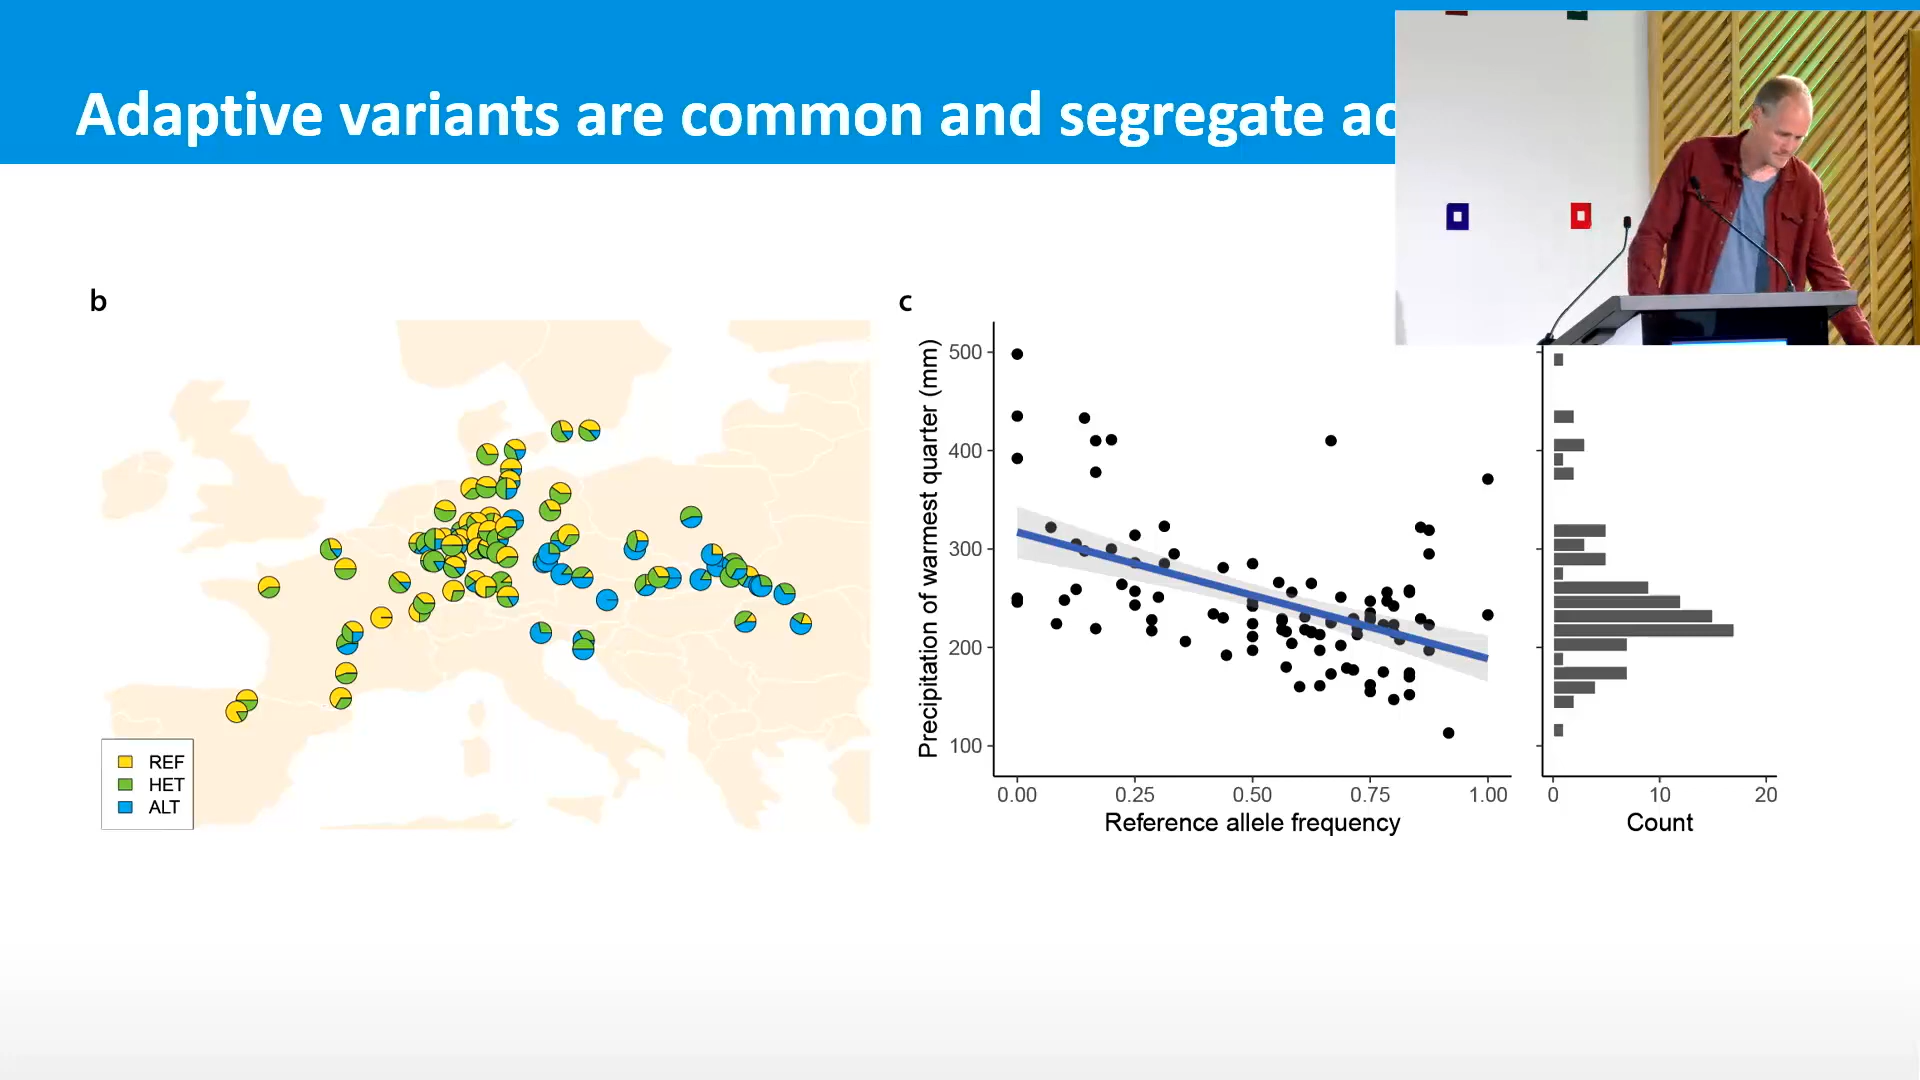 Adaptive variants are common and segregate
b
REF
HET
ALT
c
Precipitation of warmest quarter (mm)
500
400
300
200
100
0.00 0.25 0.50 0.75 1.00
Reference allele frequency
0 10 20
Count